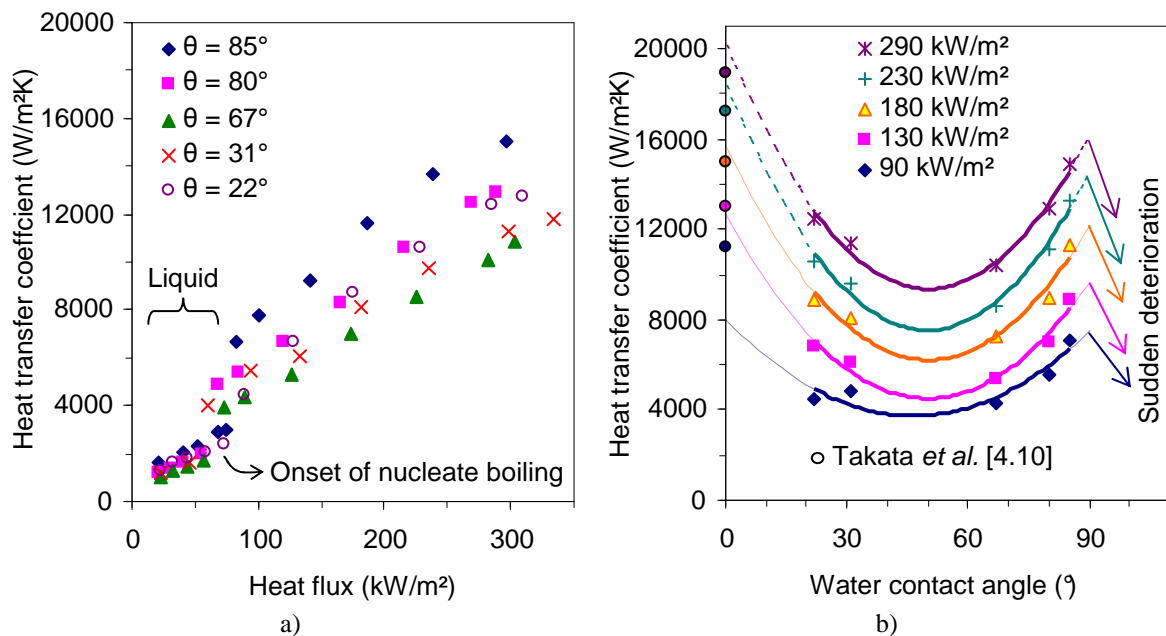 a)
20000
16000
12000
8000
4000
0
Heat transfer coefficient (W/m²K)
θ = 85°
θ = 80°
θ = 67°
θ = 31°
θ = 22°
Liquid
Onset of nucleate boiling
0 100 200 300
Heat flux (kW/m²)
a)
b)
20000
16000
12000
8000
4000
0
Heat transfer coefficient (W/m²K)
290 kW/m²
230 kW/m²
180 kW/m²
130 kW/m²
90 kW/m²
Sudden deterioration
Takata et al. [4.10]
0 30 60 90
Water contact angle (°)
b)